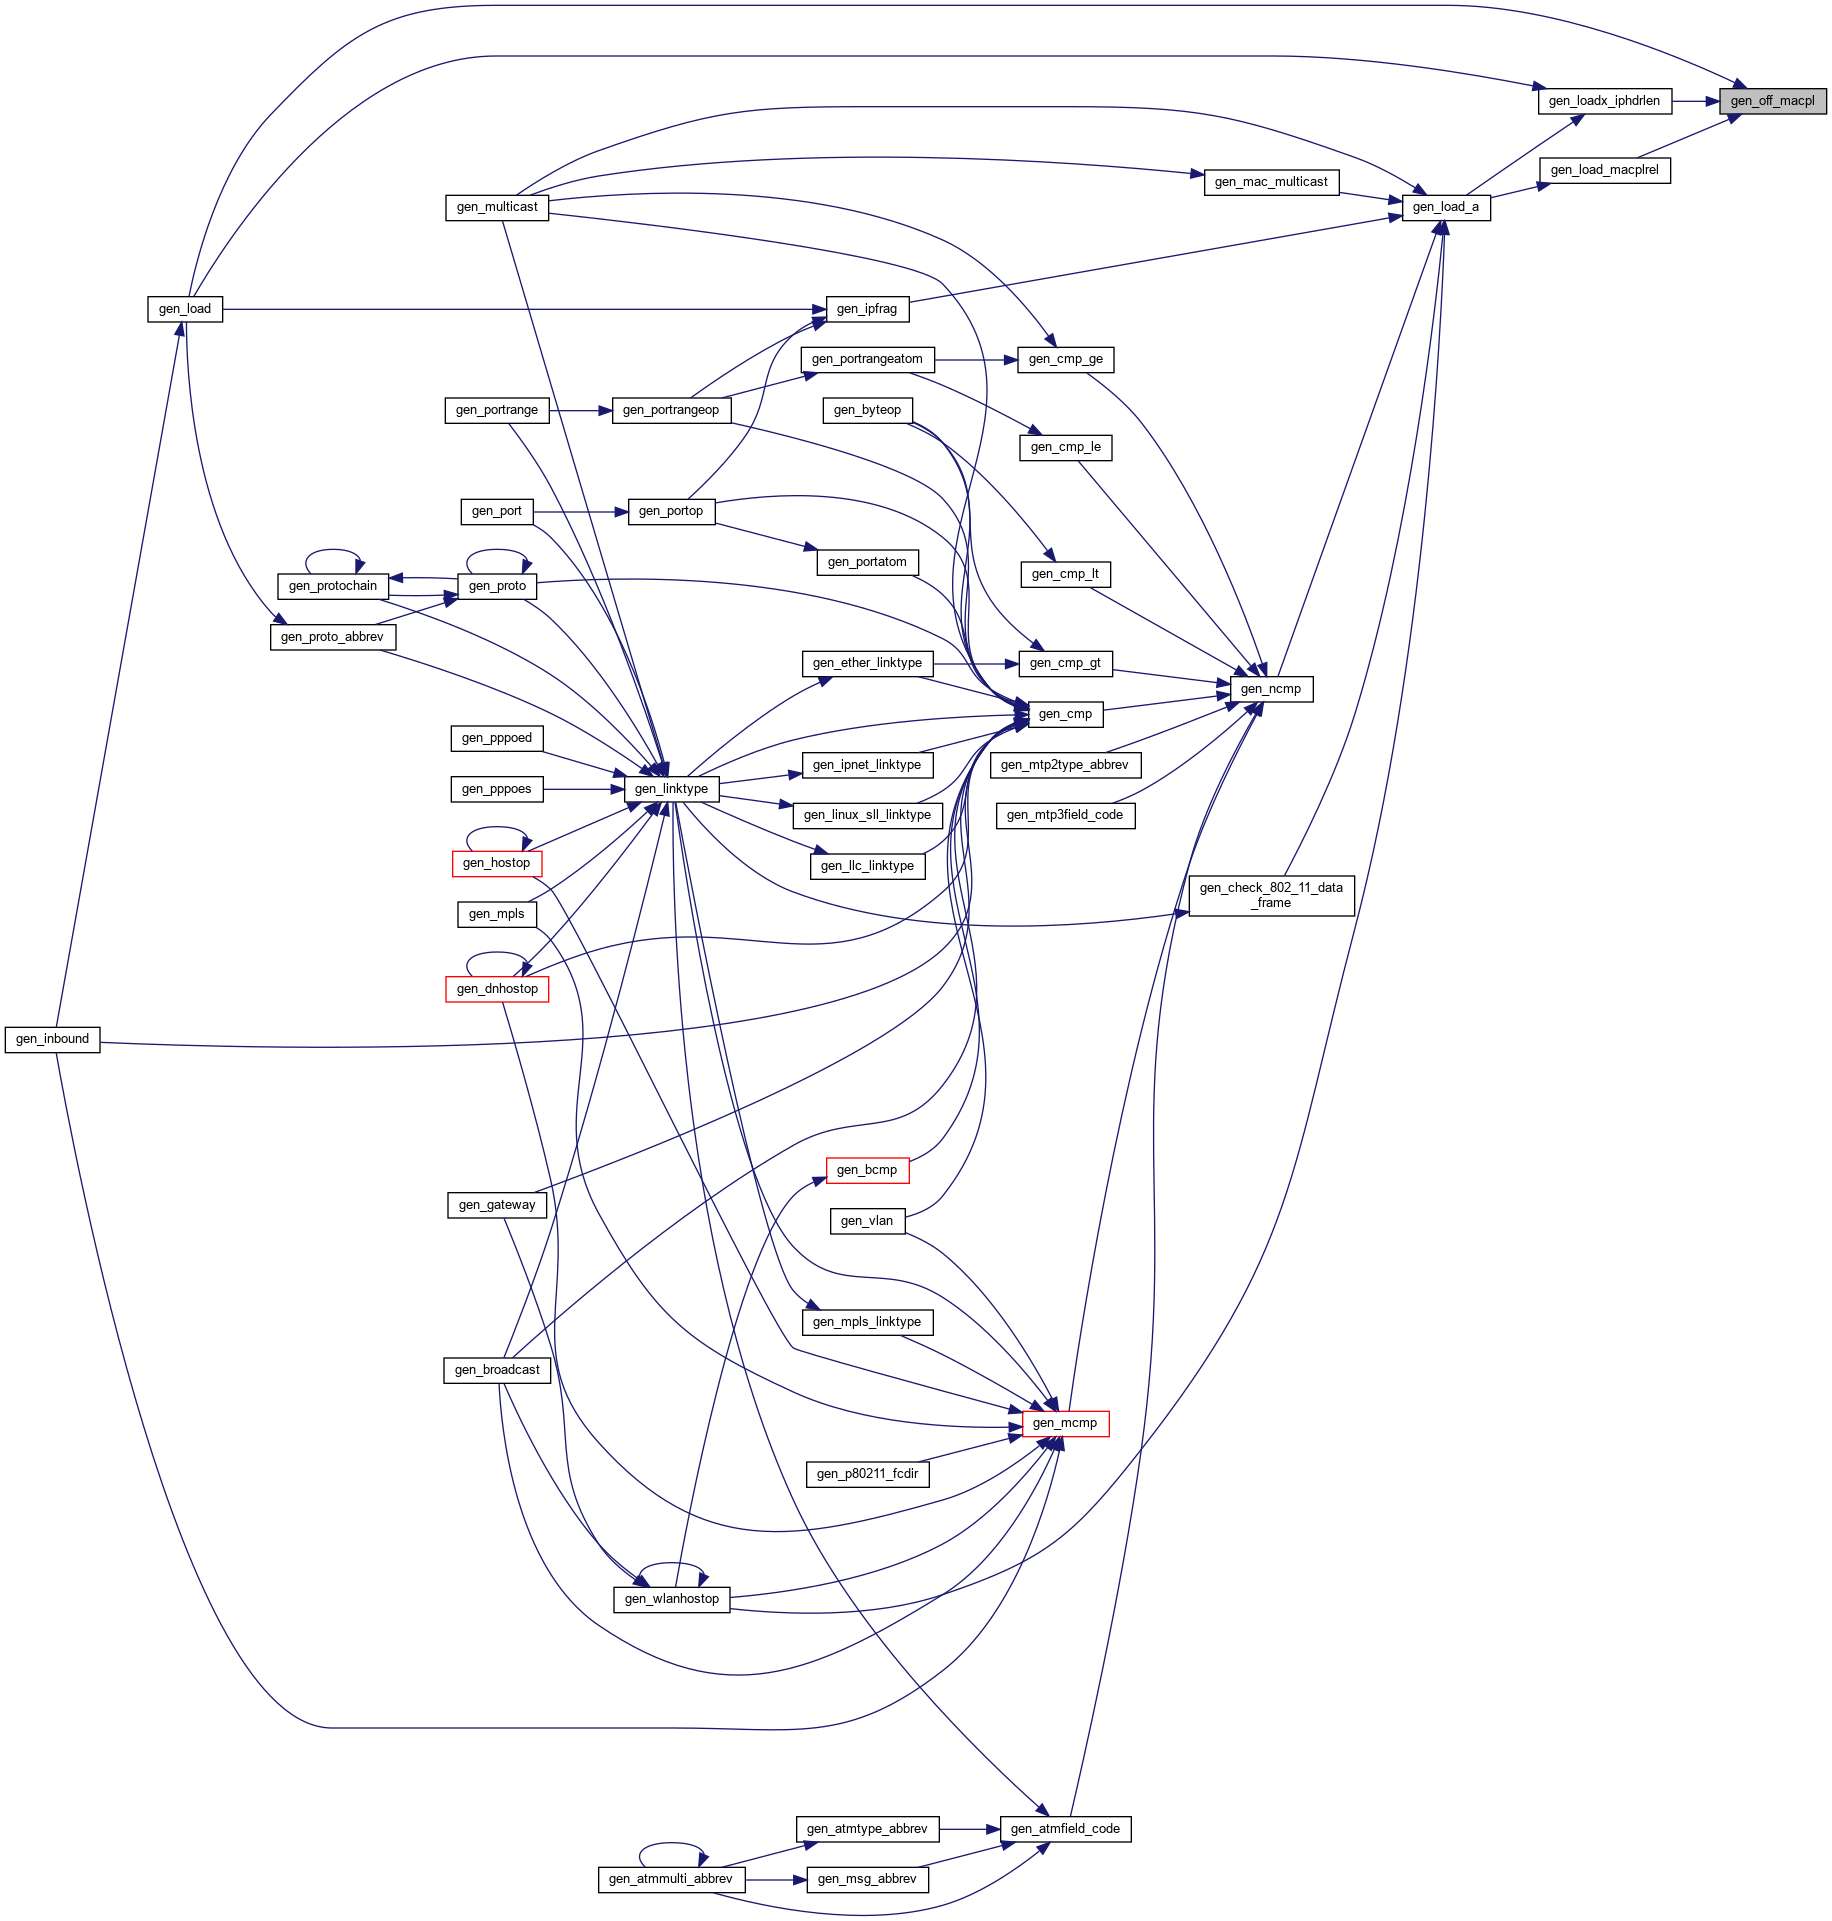 gen_off_macpl
gen_loadx_iphdrlen
gen_load_macplrel
gen_mac_multicast
gen_multicast
gen_load_a
gen_load
gen_ipfrag
gen_portrangeatom
gen_cmp_ge
gen_portrange
gen_portrangeop
gen_byteop
gen_cmp_le
gen_port
gen_portop
gen_portatom
gen_cmp_lt
gen_protochain
gen_proto
gen_proto_abbrev
gen_ether_linktype
gen_cmp_gt
gen_ncmp
gen_cmp
gen_pppoed
gen_ipnet_linktype
gen_mtp2type_abbrev
gen_pppoes
gen_linktype
gen_linux_sll_linktype
gen_mtp3field_code
gen_hostop
gen_llc_linktype
gen_check_802_11_data
_frame
gen_mpls
gen_dnhostop
gen_inbound
gen_bcmp
gen_gateway
gen_vlan
gen_mpls_linktype
gen_broadcast
gen_mcmp
gen_p80211_fcdir
gen_wlanhostop
gen_atmtype_abbrev
gen_atmfield_code
gen_atmmulti_abbrev
gen_msg_abbrev